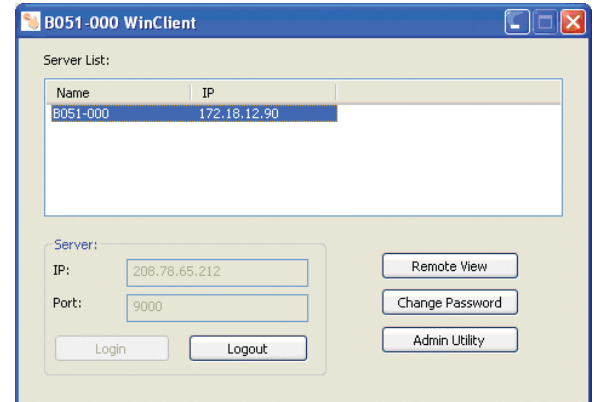 B051-000 WinClient
Server List:
Name IP
B051-000 172.18.12.90
Server:
IP: 208.78.65.212
Port: 9000
Login Logout
Remote View
Change Password
Admin Utility